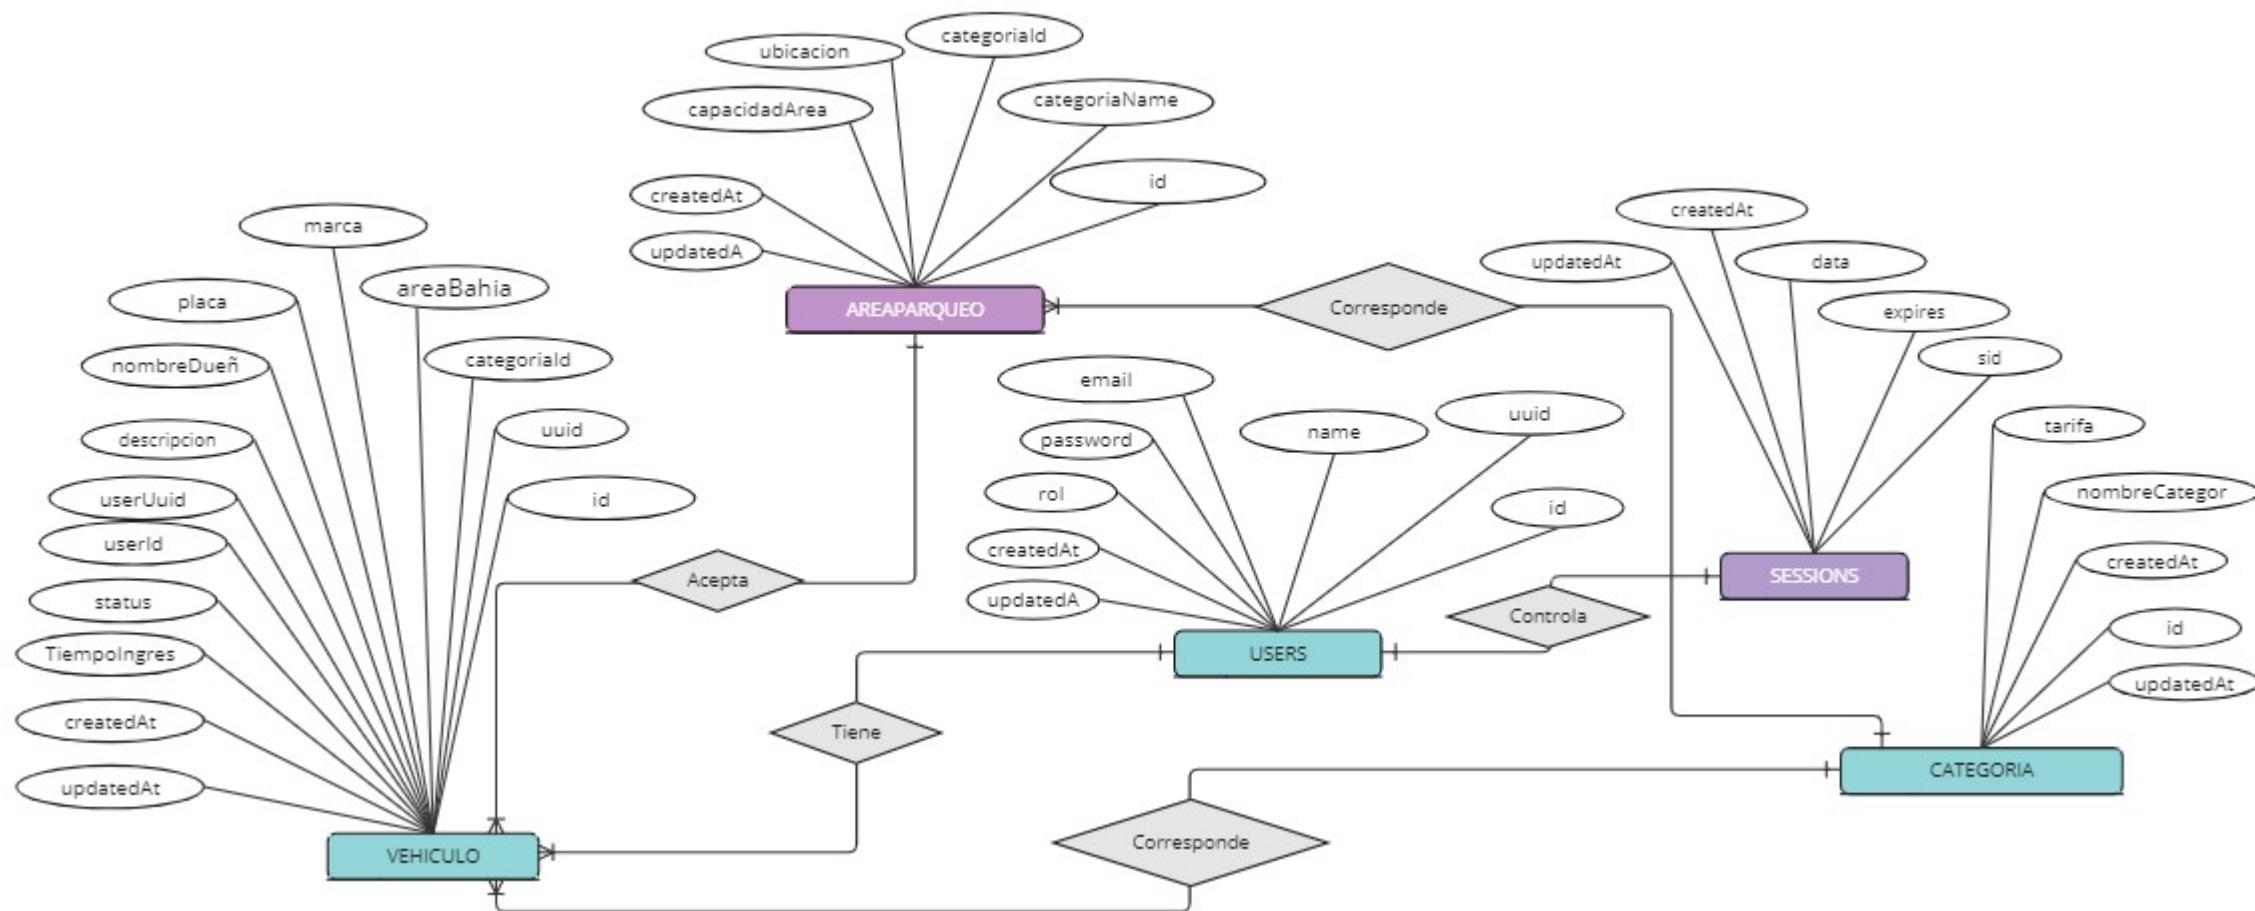 categoriaId
ubicacion
categoriaName
capacidadArea
id
createdAt
updatedA
AREAPARQUEO
Corresponde
createdAt
updatedAt
data
expires
sid
SESSIONS
marca
areaBahia
placa
categoriaId
nombreDueñ
uuid
descripcion
id
userUuid
userId
status
TiempoIngres
createdAt
updatedAt
VEHICULO
Acepta
email
name
uuid
password
rol
id
createdAt
updatedA
USERS
Controla
Tiene
tarifa
nombreCategor
createdAt
id
updatedAt
CATEGORIA
Corresponde